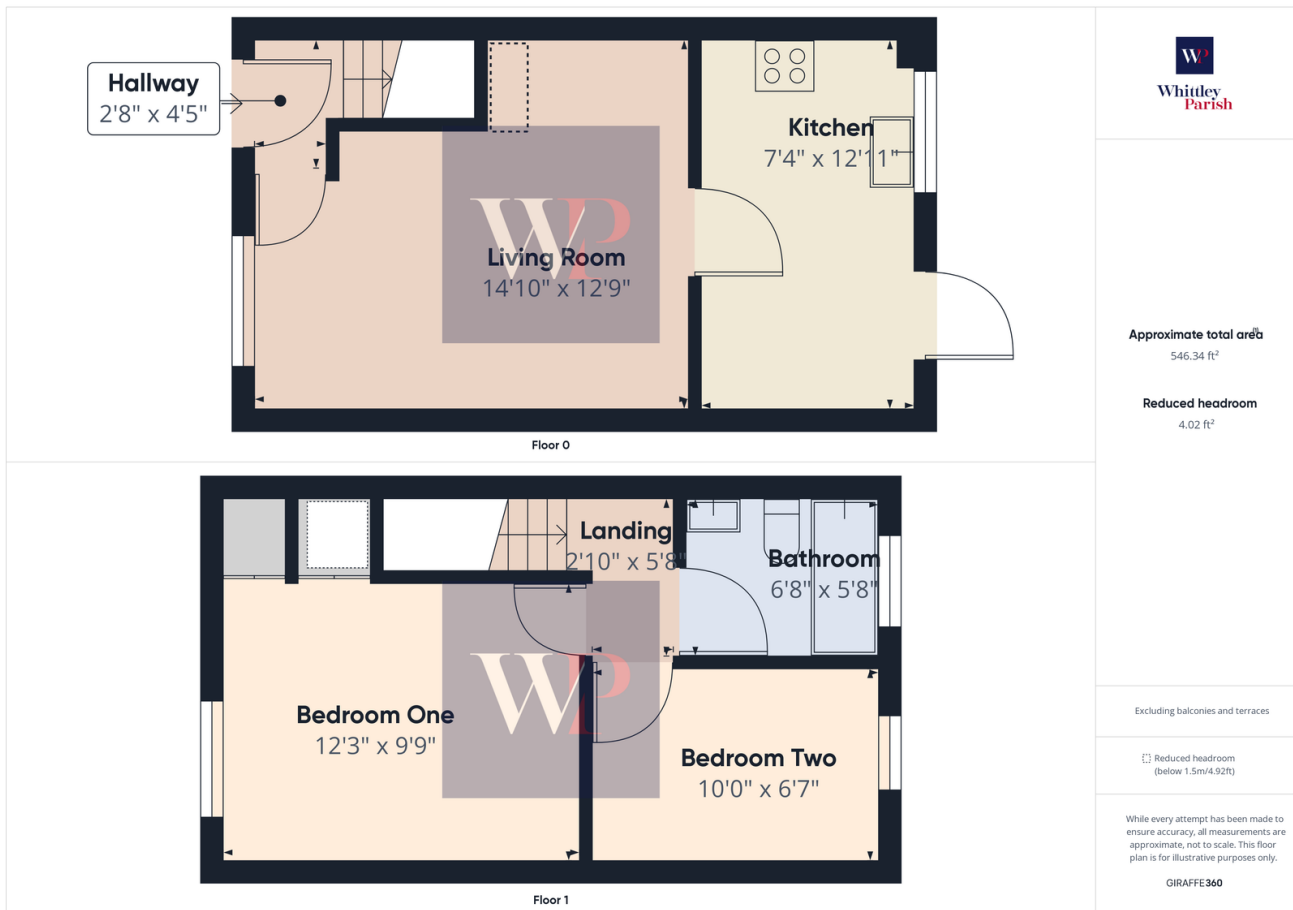 Hallway
2'8" x 4'5"
Kitchen
7'4" x 12'11"
WP
Living Room
14'10" x 12'9"
Floor 0
Landing
2'10" x 5'8"
Bathroom
6'8" x 5'8"
WP
Bedroom One
12'3" x 9'9"
Bedroom Two
10'0" x 6'7"
Floor 1
WP
Whittley
Parish
Approximate total area
546.34 ft²
Reduced headroom
4.02 ft²
Excluding balconies and terraces
Reduced headroom
(below 1.5m/4.92ft)
While every attempt has been made to
ensure accuracy, all measurements are
approximate, not to scale. This floor
plan is for illustrative purposes only.
GIRAFFE360